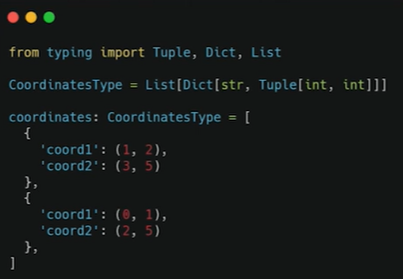 from typing import Tuple, Dict, List
CoordinatesType = List[Dict[str, Tuple[int, int]]]
coordinates: CoordinatesType = [
  {
    'coord1': (1, 2),
    'coord2': (3, 5)
  },
  {
    'coord1': (0, 1),
    'coord2': (2, 5)
  },
]